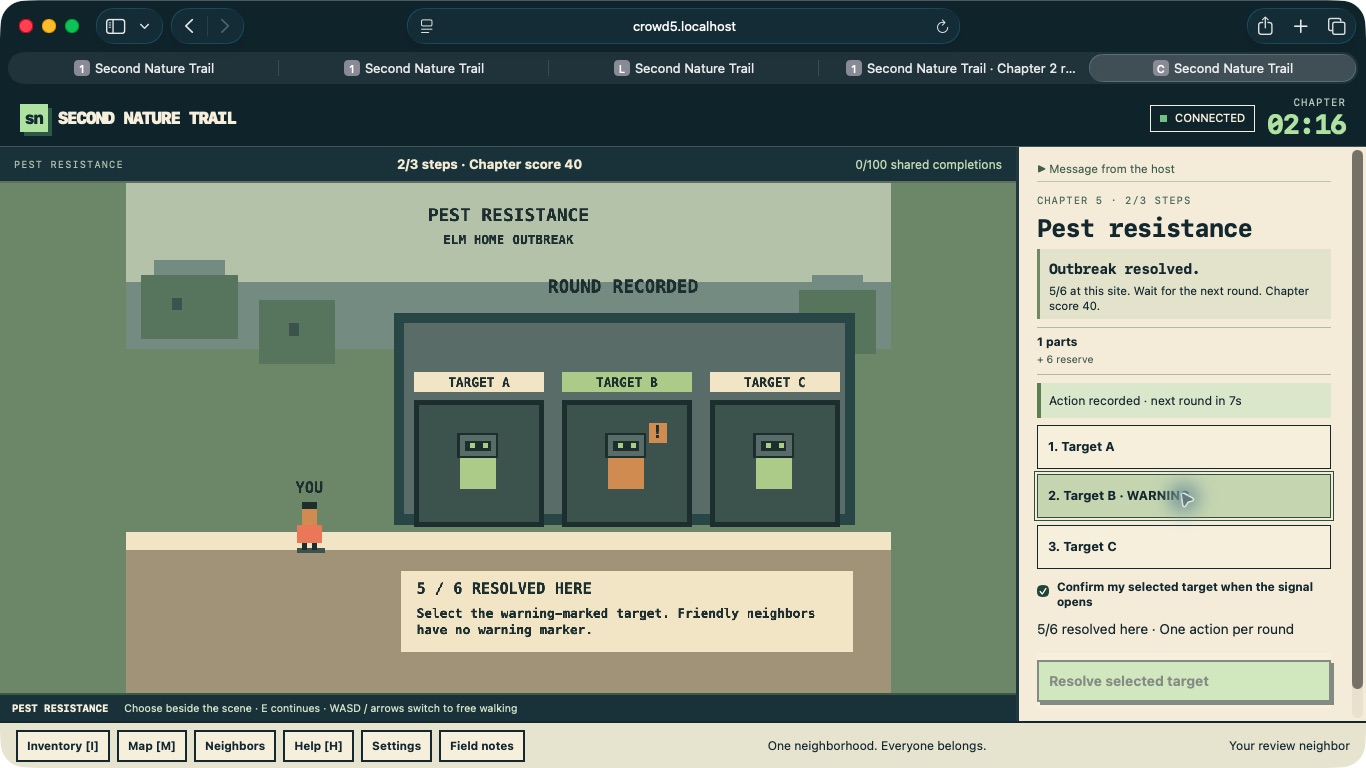 crowd5.localhost
1 Second Nature Trail
1 Second Nature Trail
L Second Nature Trail
1 Second Nature Trail · Chapter 2 r...
C Second Nature Trail
sn SECOND NATURE TRAIL
CONNECTED
CHAPTER
02:16
PEST RESISTANCE
2/3 steps · Chapter score 40
0/100 shared completions
PEST RESISTANCE
ELM HOME OUTBREAK
ROUND RECORDED
TARGET A
TARGET B
TARGET C
!
YOU
5 / 6 RESOLVED HERE
Select the warning-marked target. Friendly neighbors
have no warning marker.
PEST RESISTANCE
Choose beside the scene · E continues · WASD / arrows switch to free walking
Message from the host
CHAPTER 5 · 2/3 STEPS
Pest resistance
Outbreak resolved.
5/6 at this site. Wait for the next round. Chapter
score 40.
1 parts
+ 6 reserve
Action recorded · next round in 7s
1. Target A
2. Target B · WARNING
3. Target C
Confirm my selected target when the signal
opens
5/6 resolved here · One action per round
Resolve selected target
Inventory [I]
Map [M]
Neighbors
Help [H]
Settings
Field notes
One neighborhood. Everyone belongs.
Your review neighbor